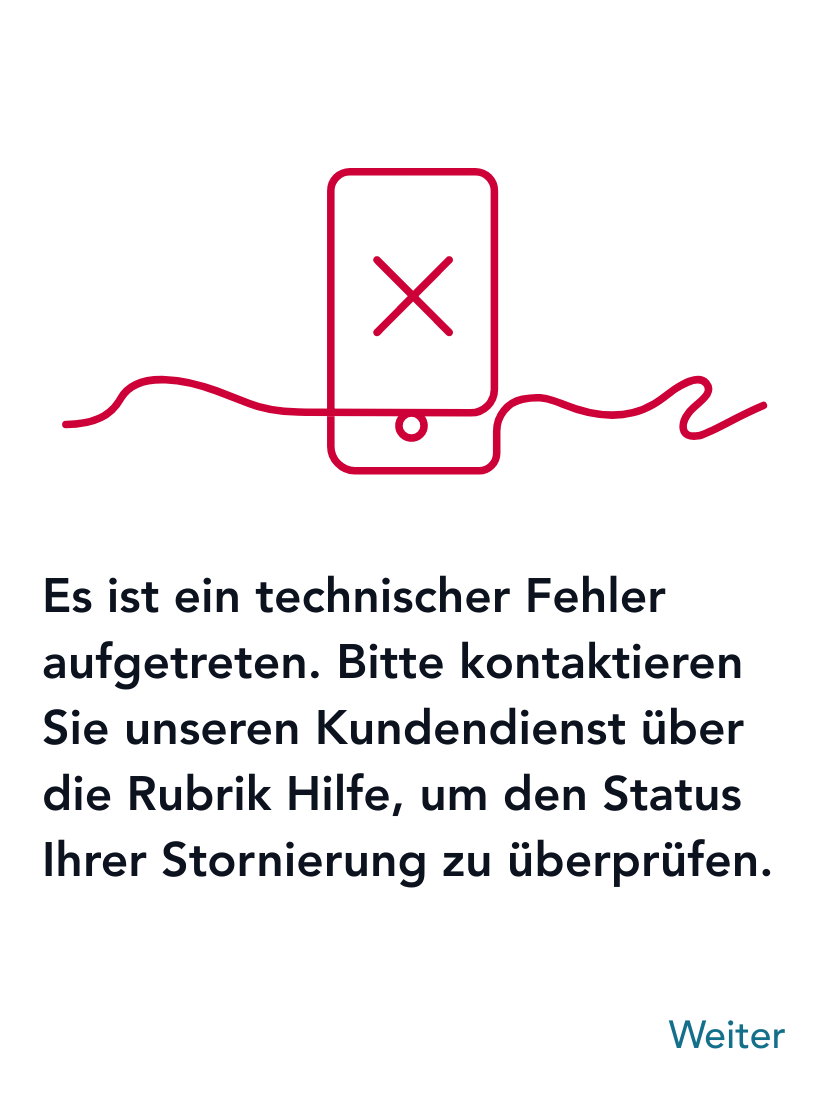 Es ist ein technischer Fehler
aufgetreten. Bitte kontaktieren
Sie unseren Kundendienst über
die Rubrik Hilfe, um den Status
Ihrer Stornierung zu überprüfen.
Weiter